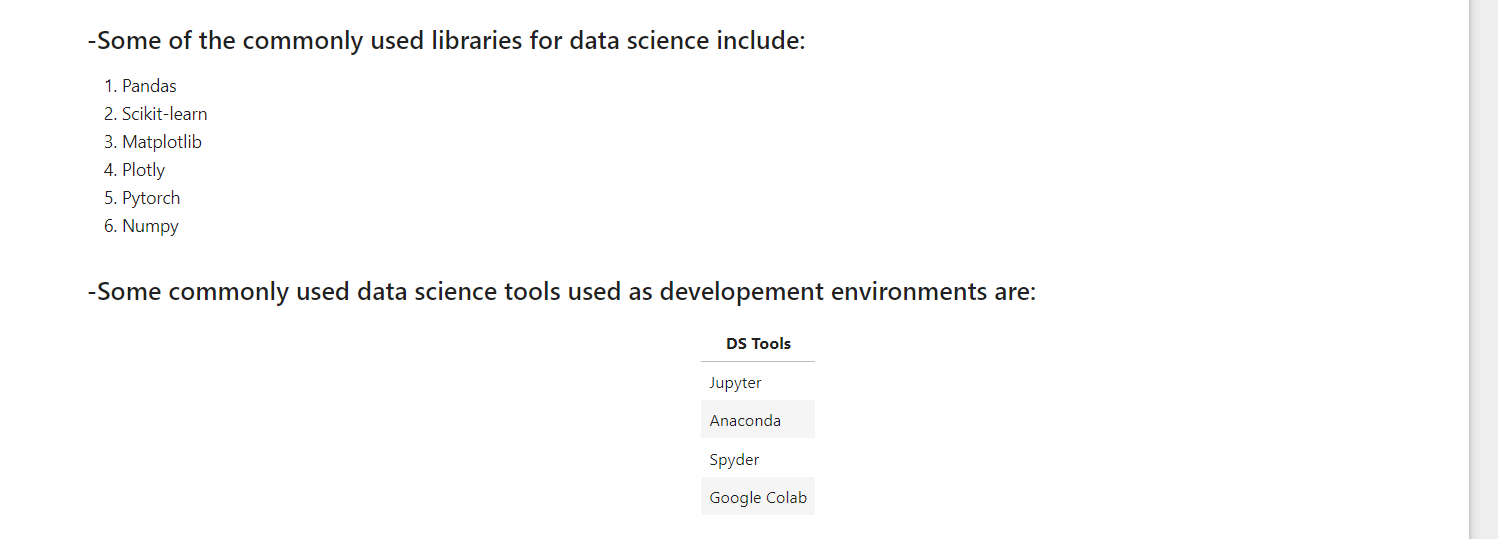 -Some of the commonly used libraries for data science include:
1. Pandas
2. Scikit-learn
3. Matplotlib
4. Plotly
5. Pytorch
6. Numpy
-Some commonly used data science tools used as developement environments are:
DS Tools
Jupyter
Anaconda
Spyder
Google Colab